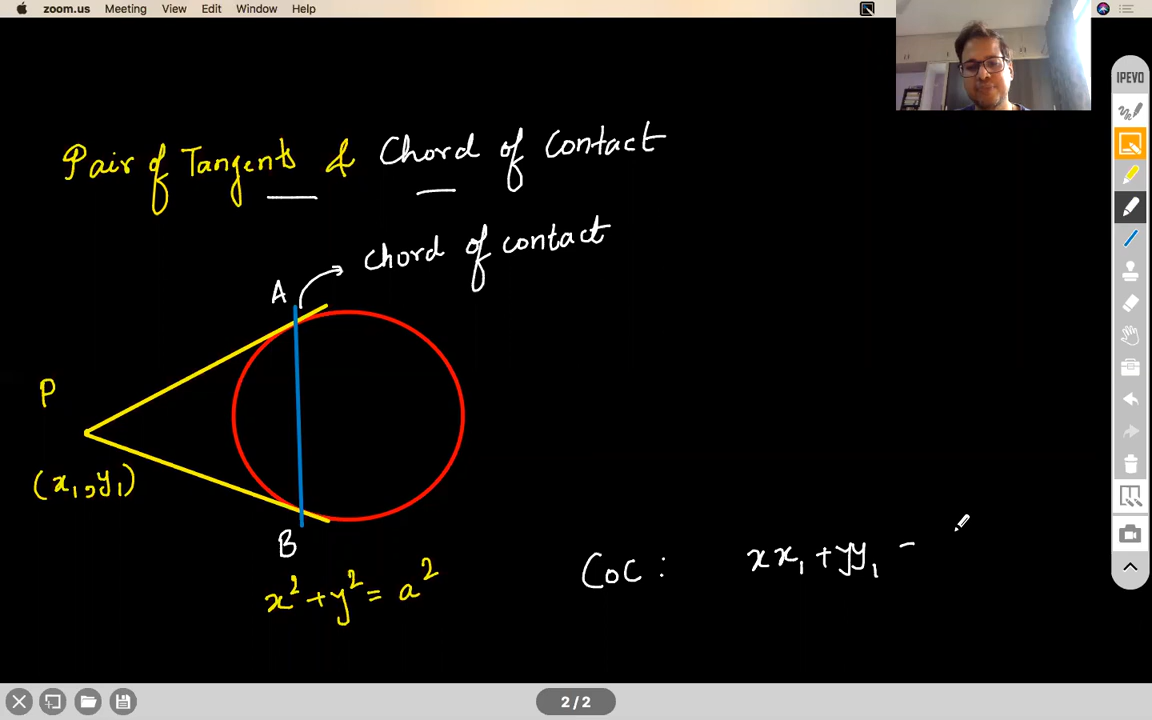 zoom.us Meeting View Edit Window Help
IPEVO
Pair of Tangents & Chord of Contact
chord of contact
A
P
(x₁,y₁)
B
x² + y² = a²
CoC : xx₁ + yy₁ -
2/2